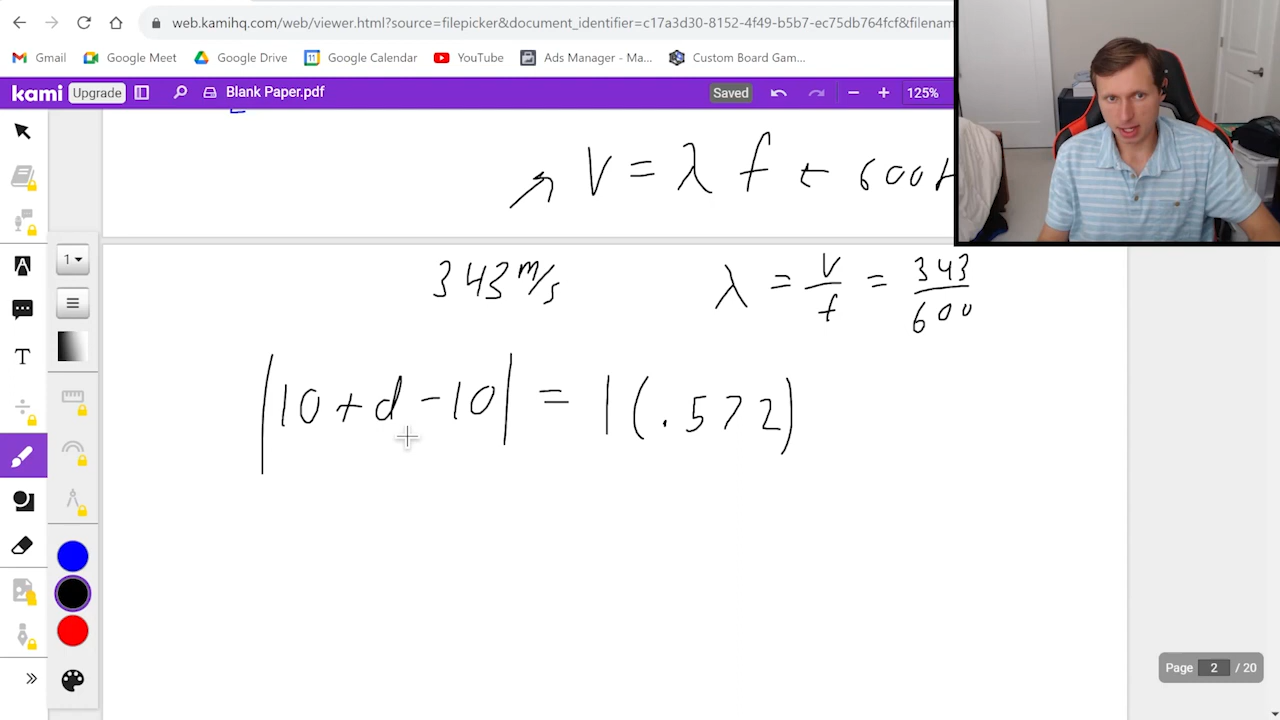 web.kamihq.com/web/viewer.html?source=filepicker&document_identifier=c17a3d30-8152-4f49-b5b7-ec75db764fcf&filenam
Gmail Google Meet Google Drive Google Calendar YouTube Ads Manager - Ma... Custom Board Gam...
kami Upgrade Blank Paper.pdf Saved 125%
V = λ f ← 600H
1
343 m/s λ = V/f = 343/600
|10 + d - 10| = 1(.572)
T
Page 2 / 20